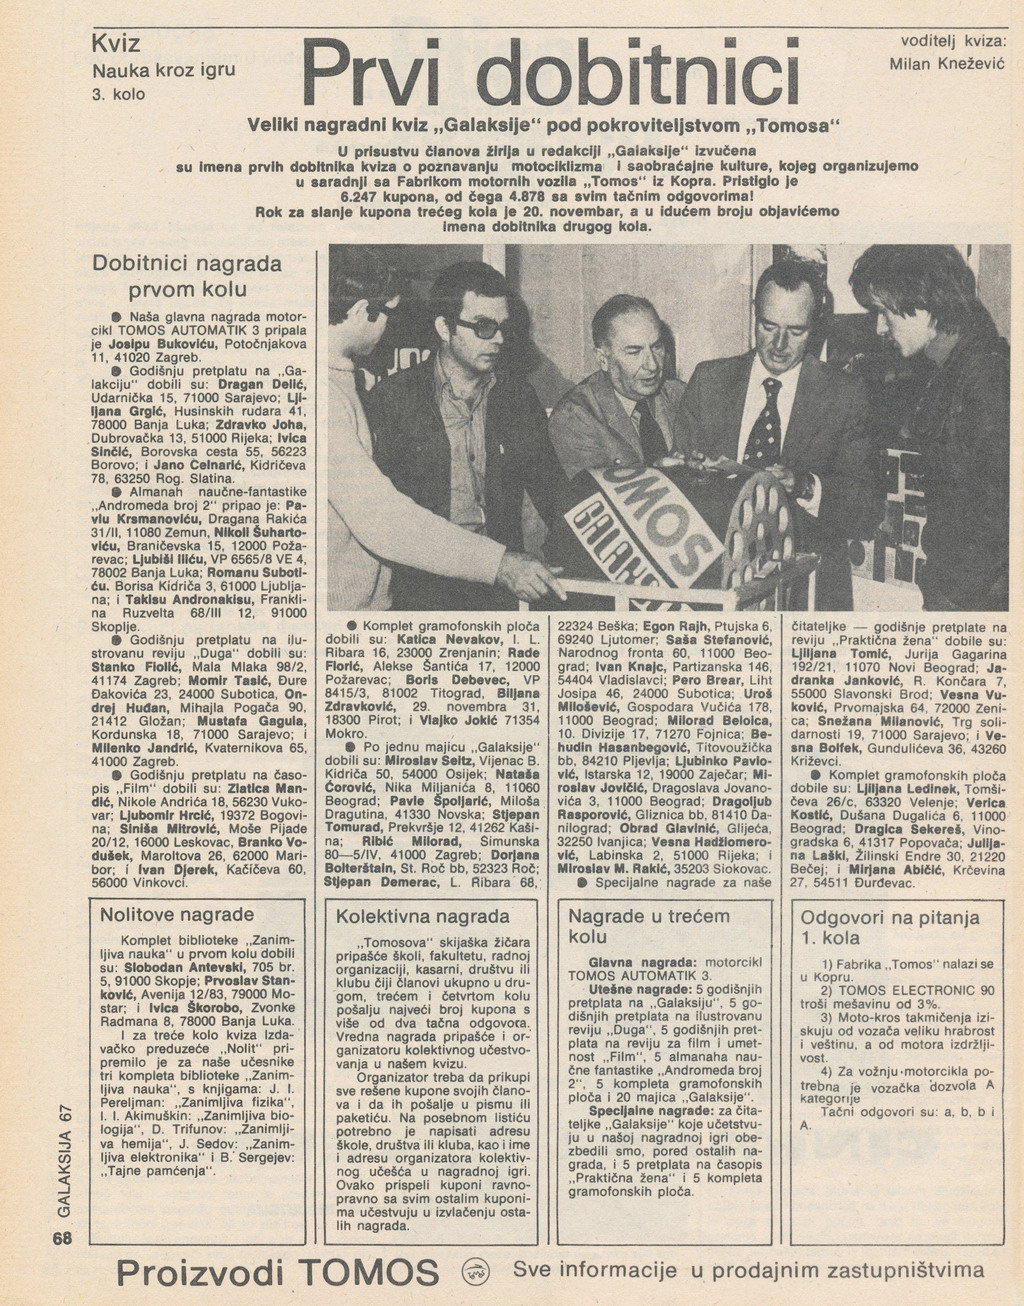 Kviz
Nauka kroz igru
3. kolo
Prvi dobitnici
voditelj kviza:
Milan Knežević
Veliki nagradni kviz „Galaksije“ pod pokroviteljstvom „Tomosa“
U prisustvu članova žirija u redakciji „Galaksije“ izvučena
su imena prvih dobitnika kviza o poznavanju motociklizma i saobraćajne kulture, kojeg organizujemo
u saradnji sa Fabrikom motornih vozila „Tomos“ iz Kopra. Pristiglo je
6.247 kupona, od čega 4.878 sa svim tačnim odgovorima!
Rok za slanje kupona trećeg kola je 20. novembar, a u idućem broju objavićemo
imena dobitnika drugog kola.
Dobitnici nagrada
prvom kolu
● Naša glavna nagrada motor-
cikl TOMOS AUTOMATIK 3 pripala
je Josipu Bukoviću, Potočnjakova
11, 41020 Zagreb.
● Godišnju pretplatu na „Ga-
lakciju“ dobili su: Dragan Delić,
Udarnička 15, 71000 Sarajevo; Lji-
ljana Grgić, Husinskih rudara 41,
78000 Banja Luka; Zdravko Joha,
Dubrovačka 13, 51000 Rijeka; Ivica
Sinčić, Borovska cesta 55, 56223
Borovo; i Jano Celnarić, Kidričeva
78, 63250 Rog. Slatina.
● Almanah naučne-fantastike
„Andromeda broj 2“ pripao je: Pa-
vlu Krsmanoviću, Dragana Rakića
31/II, 11080 Zemun, Nikoli Šuharto-
viću, Braničevska 15, 12000 Poža-
revac; Ljubiši Iliću, VP 6565/8 VE 4,
78002 Banja Luka; Romanu Suboti-
ću. Borisa Kidriča 3, 61000 Ljublja-
na; i Takisu Andronakisu, Frankli-
na Ruzvelta 68/III 12, 91000
Skoplje.
● Godišnju pretplatu na ilu-
strovanu reviju „Duga“ dobili su:
Stanko Flolić, Mala Mlaka 98/2,
41174 Zagreb; Momir Tasić, Đure
Đakovića 23, 24000 Subotica, On-
drej Huđan, Mihajla Pogača 90,
21412 Gložan; Mustafa Gagula,
Kordunska 18, 71000 Sarajevo; i
Milenko Jandrić, Kvaternikova 65,
41000 Zagreb.
● Godišnju pretplatu na časo-
pis „Film“ dobili su: Zlatica Man-
dić, Nikole Andrića 18, 56230 Vuko-
var; Ljubomir Hrcić, 19372 Bogovi-
na; Siniša Mitrović, Moše Pijade
20/12, 16000 Leskovac, Branko Vo-
dušek, Maroltova 26, 62000 Mari-
bor; i Ivan Djerek, Kačićeva 60,
56000 Vinkovci.
TOMOS
GALAK
● Komplet gramofonskih ploča
dobili su: Katica Nevakov, I. L.
Ribara 16, 23000 Zrenjanin; Rade
Florić, Alekse Šantića 17, 12000
Požarevac; Boris Debevec, VP
8415/3, 81002 Titograd, Biljana
Zdravković, 29. novembra 31,
18300 Pirot; i Vlajko Jokić 71354
Mokro.
● Po jednu majicu „Galaksije“
dobili su: Miroslav Seltz, Vijenac B.
Kidriča 50, 54000 Osijek; Nataša
Ćorović, Nika Miljanića 8, 11060
Beograd; Pavle Špoljarić, Miloša
Dragutina, 41330 Novska; Stjepan
Tomurad, Prekvršje 12, 41262 Kaši-
na; Ribić Milorad, Simunska
80—5/IV, 41000 Zagreb; Dorjana
Bolterštain, St. Roč bb, 52323 Roč;
Stjepan Demerac, L. Ribara 68,
22324 Beška; Egon Rajh, Ptujska 6,
69240 Ljutomer; Saša Stefanović,
Narodnog fronta 60, 11000 Beo-
grad; Ivan Knajc, Partizanska 146,
54404 Vladislavci; Pero Brear, Liht
Josipa 46, 24000 Subotica; Uroš
Milošević, Gospodara Vučića 178,
11000 Beograd; Milorad Beloica,
10. Divizije 17, 71270 Fojnica; Be-
hudin Hasanbegović, Titovoužička
bb, 84210 Pljevlja; Ljubinko Pavlo-
vić, Istarska 12, 19000 Zaječar; Mi-
roslav Jovičić, Dragoslava Jovano-
vića 3, 11000 Beograd; Dragoljub
Rasporović, Gliznica bb, 81410 Da-
nilograd; Obrad Glavinić, Glijeća,
32250 Ivanjica; Vesna Hadžiomero-
vić, Labinska 2, 51000 Rijeka; i
Miroslav M. Rakić, 35203 Siokovac.
● Specijalne nagrade za naše
čitateljke — godišnje pretplate na
reviju „Praktična žena“ dobile su:
Ljiljana Tomić, Jurija Gagarina
192/21, 11070 Novi Beograd; Ja-
dranka Janković, R. Končara 7,
55000 Slavonski Brod; Vesna Vu-
ković, Prvomajska 64, 72000 Zeni-
ca; Snežana Milanović, Trg soli-
darnosti 19, 71000 Sarajevo; i Ve-
sna Bolfek, Gundulićeva 36, 43260
Križevci.
● Komplet gramofonskih ploča
dobile su: Ljiljana Ledinek, Tomši-
čeva 26/c, 63320 Velenje; Verica
Kostić, Dušana Dugalića 6, 11000
Beograd; Dragica Sekereš, Vino-
gradska 6, 41317 Popovača; Julija-
na Laški, Žilinski Endre 30, 21220
Bečej; i Mirjana Abičić, Krčevina
27, 54511 Đurđevac.
Nolitove nagrade
Komplet biblioteke „Zanim-
ljiva nauka“ u prvom kolu dobili
su: Slobodan Antevski, 705 br.
5, 91000 Skopje; Prvoslav Stan-
ković, Avenija 12/83, 79000 Mo-
star; i Ivica Škorobo, Zvonke
Radmana 8, 78000 Banja Luka.
I za treće kolo kviza Izda-
vačko preduzeće „Nolit“ pri-
premilo je za naše učesnike
tri kompleta biblioteke „Zanim-
ljiva nauka“, s knjigama: J. I.
Pereljman: „Zanimljiva fizika“,
I. I. Akimuškin: „Zanimljiva bio-
logija“, D. Trifunov: „Zanimlji-
va hemija“, J. Sedov: „Zanim-
ljiva elektronika“ i B. Sergejev:
„Tajne pamćenja“.
Kolektivna nagrada
„Tomosova“ skijaška žičara
pripašće školi, fakultetu, radnoj
organizaciji, kasarni, društvu ili
klubu čiji članovi ukupno u dru-
gom, trećem i četvrtom kolu
pošalju najveći broj kupona s
više od dva tačna odgovora.
Vredna nagrada pripašće i or-
ganizatoru kolektivnog učestvo-
vanja u našem kvizu.
Organizator treba da prikupi
sve rešene kupone svojih člano-
va i da ih pošalje u pismu ili
paketiću. Na posebnom listiću
potrebno je napisati adresu
škole, društva ili kluba, kao i ime
i adresu organizatora kolektiv-
nog učešća u nagradnoj igri.
Ovako prispeli kuponi ravno-
pravno sa svim ostalim kuponi-
ma učestvuju u izvlačenju osta-
lih nagrada.
Nagrade u trećem
kolu
Glavna nagrada: motorcikl
TOMOS AUTOMATIK 3.
Utešne nagrade: 5 godišnjih
pretplata na „Galaksiju“, 5 go-
dišnjih pretplata na ilustrovanu
reviju „Duga“, 5 godišnjih pret-
plata na reviju za film i umet-
nost „Film“, 5 almanaha nau-
čne fantastike „Andromeda broj
2“, 5 kompleta gramofonskih
ploča i 20 majica „Galaksije“.
Specijalne nagrade: za čita-
teljke „Galaksije“ koje učetstvu-
ju u našoj nagradnoj igri obe-
zbedili smo, pored ostalih na-
grada, i 5 pretplata na časopis
„Praktična žena“ i 5 kompleta
gramofonskih ploča.
Odgovori na pitanja
1. kola
1) Fabrika „Tomos“ nalazi se
u Kopru.
2) TOMOS ELECTRONIC 90
troši mešavinu od 3%.
3) Moto-kros takmičenja izi-
skuju od vozača veliku hrabrost
i veštinu, a od motora izdržlji-
vost.
4) Za vožnju motorcikla po-
trebna je vozačka dozvola A
kategorije
Tačni odgovori su: a, b, b i
A.
GALAKSIJA 67
68
Proizvodi TOMOS Sve informacije u prodajnim zastupništvima